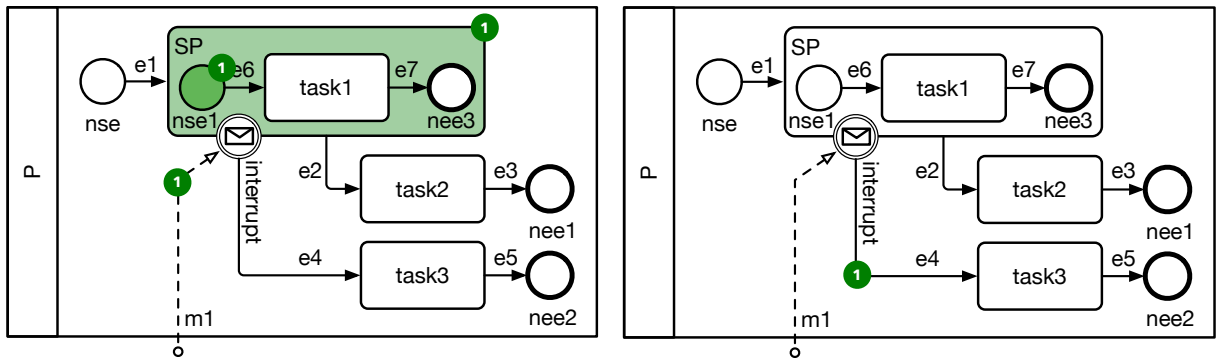 P
SP
1
nse
e1
nse1
1
e6
task1
e7
nee3
1
m1
interrupt
e2
task2
e3
nee1
e4
task3
e5
nee2
P
SP
nse
e1
nse1
e6
task1
e7
nee3
m1
interrupt
e2
task2
e3
nee1
1
e4
task3
e5
nee2